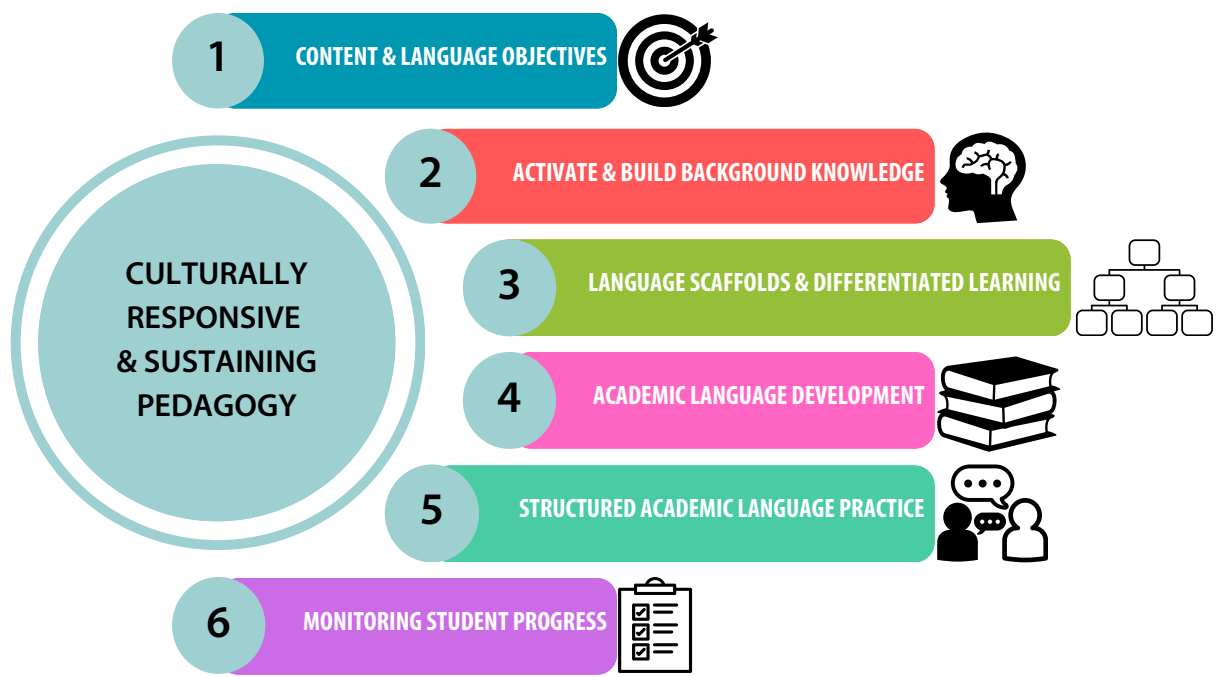 1
CONTENT & LANGUAGE OBJECTIVES
2
ACTIVATE & BUILD BACKGROUND KNOWLEDGE
CULTURALLY
RESPONSIVE
& SUSTAINING
PEDAGOGY
3
LANGUAGE SCAFFOLDS & DIFFERENTIATED LEARNING
4
ACADEMIC LANGUAGE DEVELOPMENT
5
STRUCTURED ACADEMIC LANGUAGE PRACTICE
6
MONITORING STUDENT PROGRESS